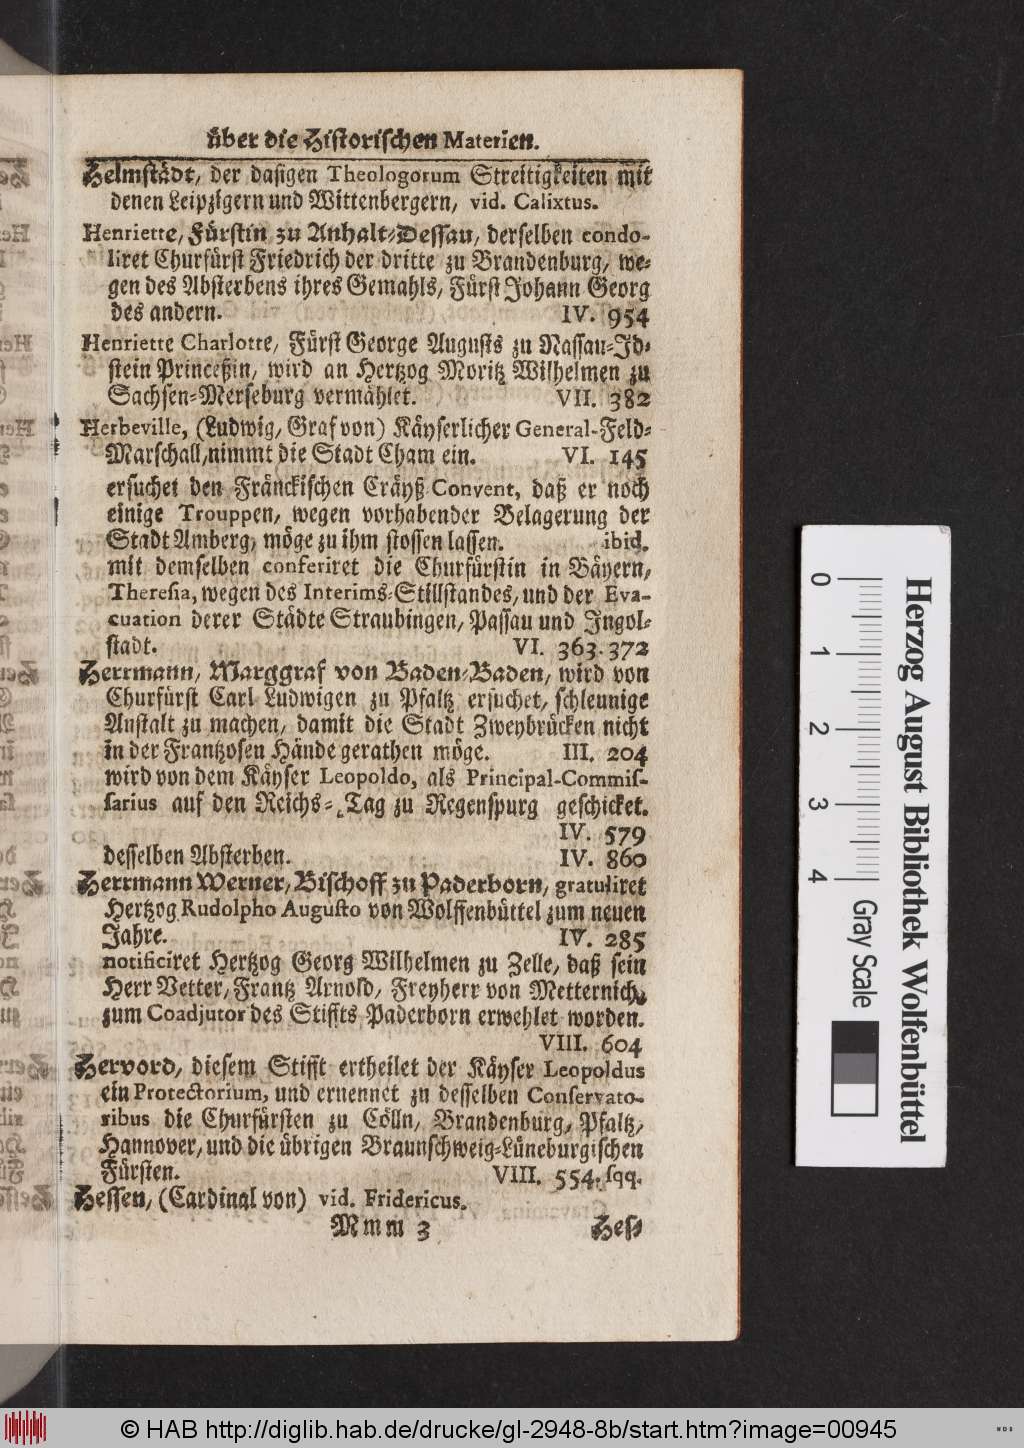 über die Historischen Materien.
Helmstädt, der dasigen Theologorum Streitigkeiten mit
denen Leipzigern und Wittenbergern, vid. Calixtus.
Henriette, Fürstin zu Anhalt-Dessau, derselben condo-
liret Churfürst Friedrich der dritte zu Brandenburg, we-
gen des Absterbens ihres Gemahls, Fürst Johann Georg
des andern. IV. 954
Henriette Charlotte, Fürst George Augusts zu Nassau-Id-
stein Princeßin, wird an Hertzog Moritz Wilhelmen zu
Sachsen-Merseburg vermählet. VII. 382
Herbeville, (Ludwig, Graf von) Käyserlicher General-Feld-
Marschall, nimmt die Stadt Cham ein. VI. 145
ersuchet den Fränckischen Cräyß-Convent, daß er noch
einige Trouppen, wegen vorhabender Belagerung der
Stadt Amberg, möge zu ihm stossen lassen. ibid.
mit demselben conferiret die Churfürstin in Bäyern,
Theresia, wegen des Interims-Stillstandes, und der Eva-
cuation derer Städte Straubingen, Passau und Ingol-
stadt. VI. 363. 372
Herrmann, Marggraf von Baden-Baden, wird von
Churfürst Carl Ludwigen zu Pfaltz ersuchet, schleunige
Anstalt zu machen, damit die Stadt Zweybrücken nicht
in der Frantzosen Hände gerathen möge. III. 204
wird von dem Käyser Leopoldo, als Principal-Commis-
sarius auf den Reichs-Tag zu Regenspurg geschicket.
IV. 579
desselben Absterben. IV. 860
Herrmann Werner, Bischoff zu Paderborn, gratuliret
Hertzog Rudolpho Augusto von Wolffenbüttel zum neuen
Jahre. IV. 285
notificiret Hertzog Georg Wilhelmen zu Zelle, daß sein
Herr Vetter, Frantz Arnold, Freyherr von Metternich,
zum Coadjutor des Stiffts Paderborn erwehlet worden.
VIII. 604
Hervord, diesem Stifft ertheilet der Käyser Leopoldus
ein Protectorium, und ernennet zu desselben Conservato-
ribus die Churfürsten zu Cölln, Brandenburg, Pfaltz,
Hannover, und die übrigen Braunschweig-Lüneburgischen
Fürsten. VIII. 554. sqq.
Hessen, (Cardinal von) vid. Fridericus.
Mmm 3 Hes-
Herzog August Bibliothek Wolfenbüttel
0 1 2 3 4 Gray Scale
© HAB http://diglib.hab.de/drucke/gl-2948-8b/start.htm?image=00945